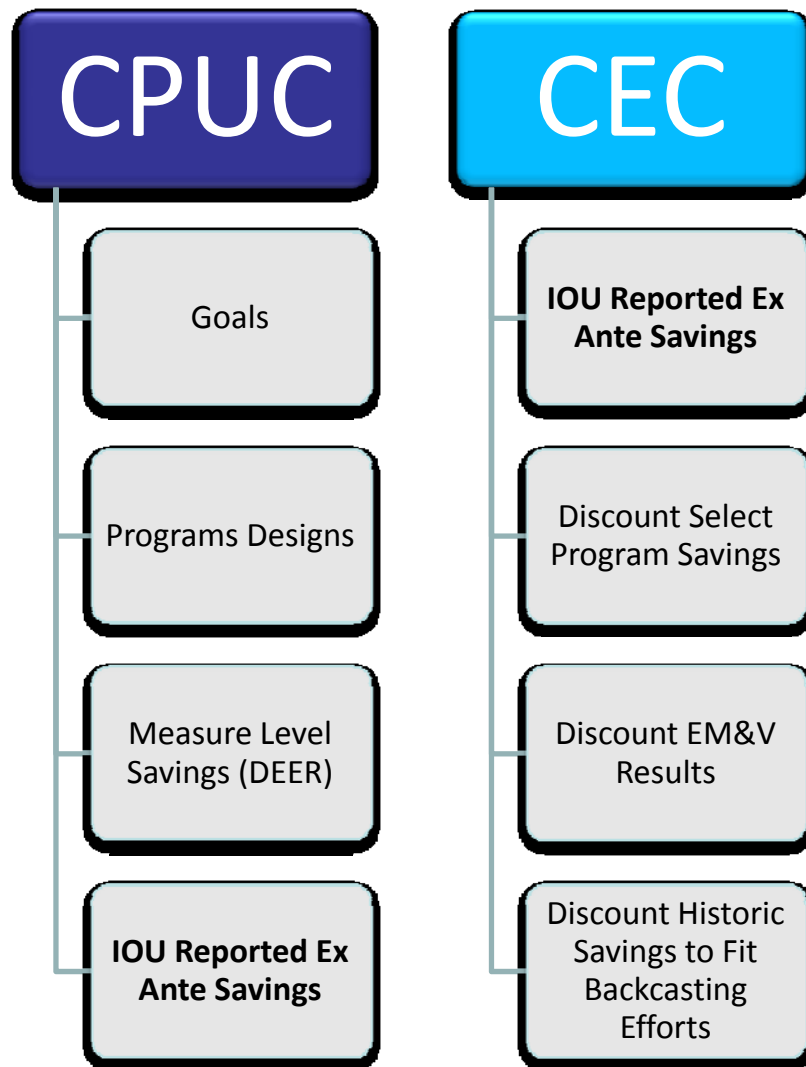 CPUC
Goals
Programs Designs
Measure Level
Savings (DEER)
IOU Reported Ex
Ante Savings
CEC
IOU Reported Ex
Ante Savings
Discount Select
Program Savings
Discount EM&V
Results
Discount Historic
Savings to Fit
Backcasting
Efforts